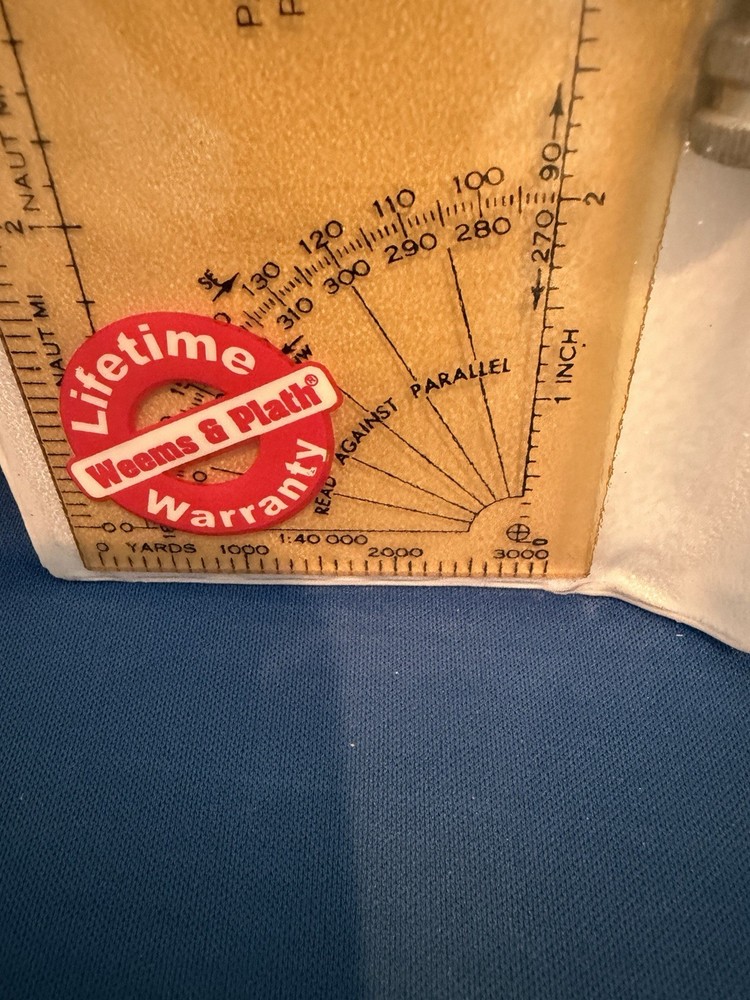 P
P
1 NAUT MI
2
NAUT MI
90
2
270
1 INCH
0
100
110
120
130
280
290
300
310
SE
READ AGAINST PARALLEL
Lifetime
Weems & Plath®
Warranty
1:40 000
0 YARDS 1000 2000 3000